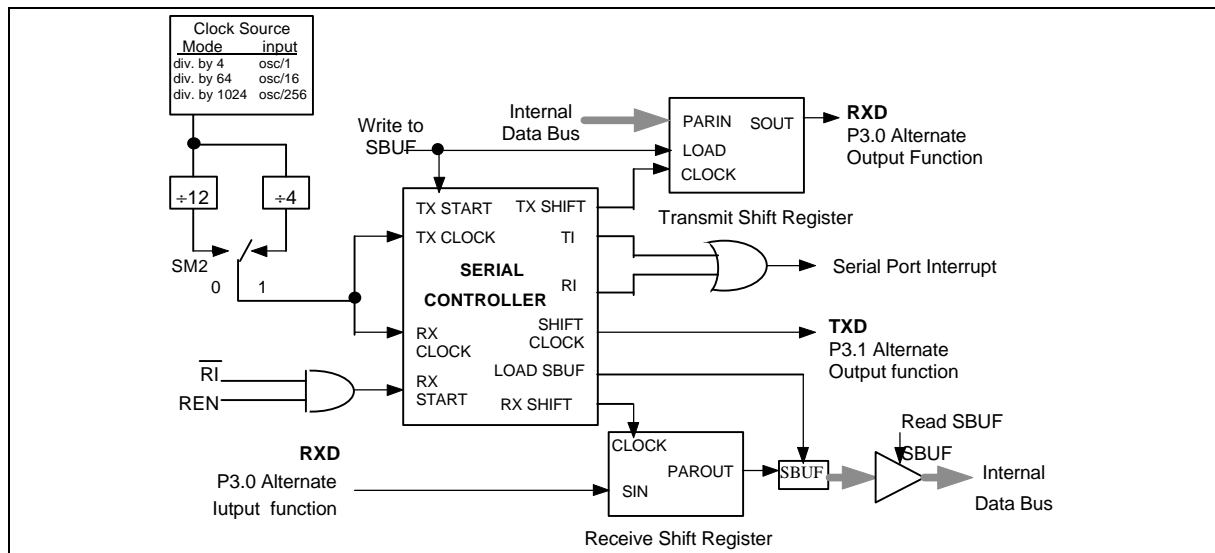 Clock Source
Mode input
div. by 4 osc/1
div. by 64 osc/16
div. by 1024 osc/256
÷12
÷4
SM2
0 1
Write to
SBUF
Internal
Data Bus
PARIN SOUT
LOAD
CLOCK
RXD
P3.0 Alternate
Output Function
Transmit Shift Register
TX START TX SHIFT
TX CLOCK TI
SERIAL
RI
CONTROLLER
SHIFT
CLOCK
RX
CLOCK
LOAD SBUF
RX
START
RX SHIFT
Serial Port Interrupt
TXD
P3.1 Alternate
Output function
RI
REN
RXD
P3.0 Alternate
Iutput function
CLOCK
PAROUT
SIN
Receive Shift Register
SBUF
Read SBUF
SBUF
Internal
Data Bus